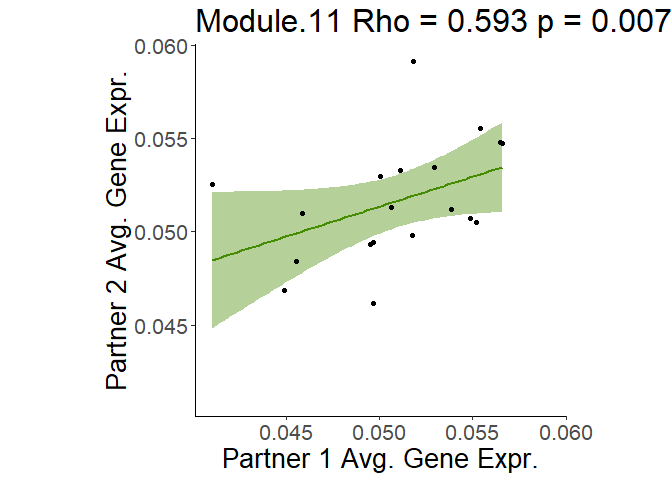 Module.11 Rho = 0.593 p = 0.007
0.060
0.055
0.050
0.045
Partner 2 Avg. Gene Expr.
0.045 0.050 0.055 0.060
Partner 1 Avg. Gene Expr.